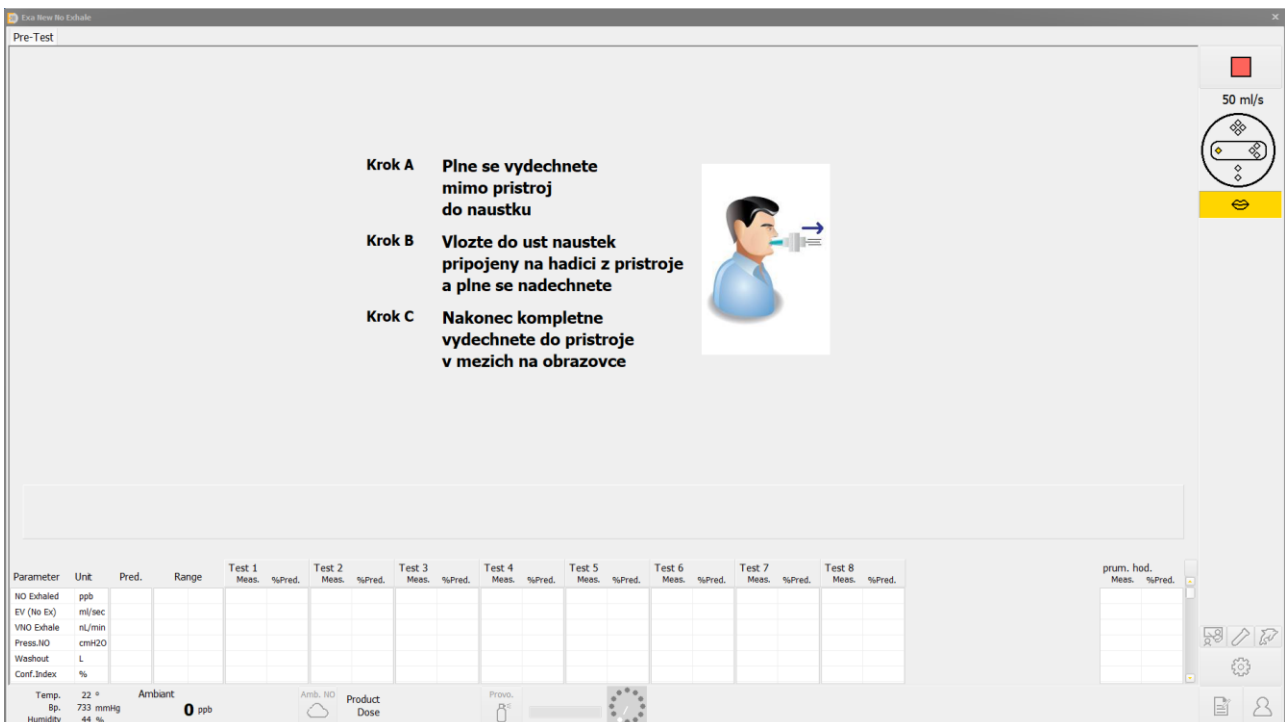 Exa New No Exhale
Pre-Test
50 ml/s
Krok A Plne se vydechnete
mimo pristroj
do naustku
Krok B Vlozte do ust naustek
pripojeny na hadici z pristroje
a plne se nadechnete
Krok C Nakonec kompletne
vydechnete do pristroje
v mezich na obrazovce
Test 1 Test 2 Test 3 Test 4 Test 5 Test 6 Test 7 Test 8 prum. hod.
Parameter Unit Pred. Range Meas. %Pred. Meas. %Pred. Meas. %Pred. Meas. %Pred. Meas. %Pred. Meas. %Pred. Meas. %Pred. Meas. %Pred. Meas. %Pred.
NO Exhaled ppb
EV (No Ex) ml/sec
VNO Exhale nL/min
Press.NO cmH2O
Washout L
Conf.Index %
Temp. 22 ° Ambiant Amb. NO Product Provo.
Bp. 733 mmHg 0 ppb Dose
Humidity 44 %